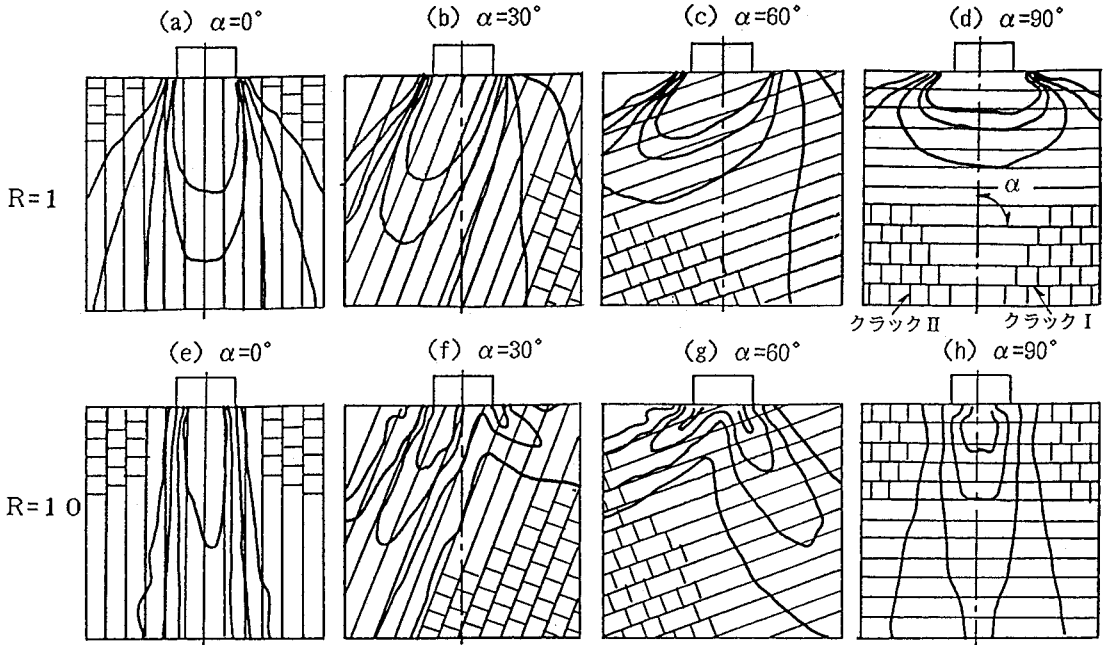 (a) α=0°
(b) α=30°
(c) α=60°
(d) α=90°
R=1
α
クラックⅡ
クラックⅠ
(e) α=0°
(f) α=30°
(g) α=60°
(h) α=90°
R=10